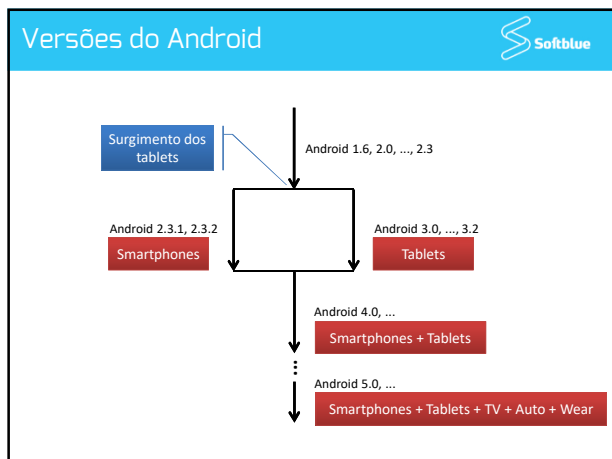 Versões do Android
Softblue
Surgimento dos
tablets
Android 1.6, 2.0, ..., 2.3
Android 2.3.1, 2.3.2
Smartphones
Android 3.0, ..., 3.2
Tablets
Android 4.0, ...
Smartphones + Tablets
Android 5.0, ...
Smartphones + Tablets + TV + Auto + Wear